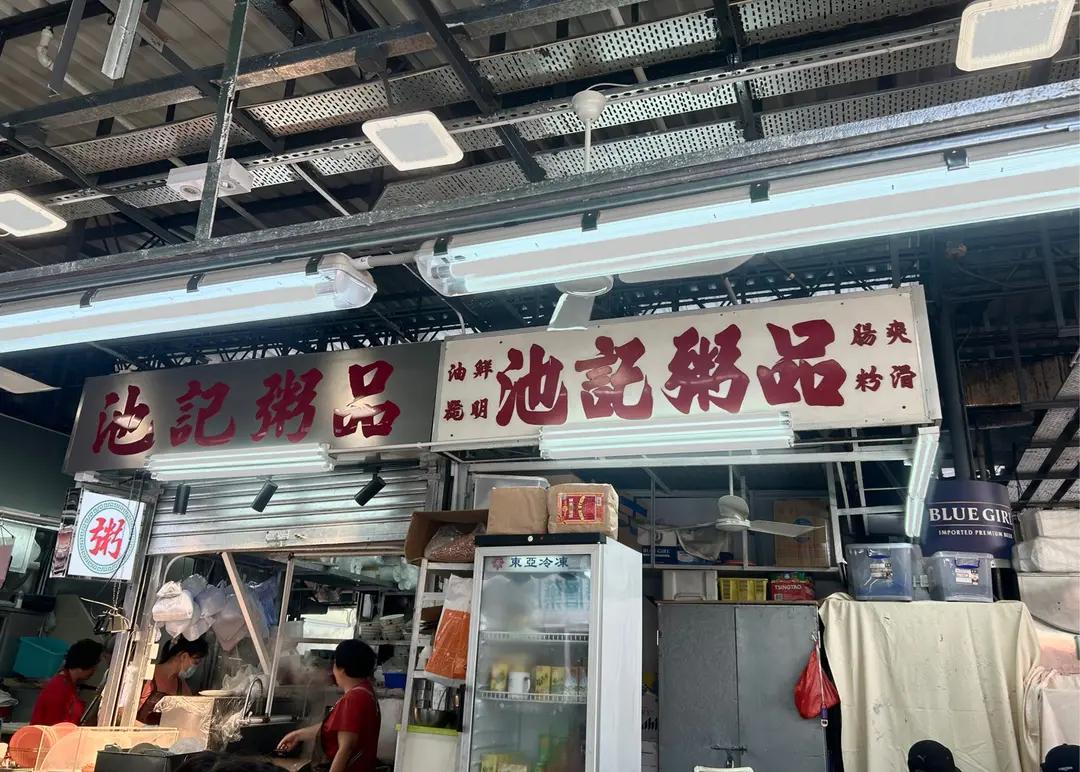 池記粥品
鮮明
油器
池記粥品
爽滑
腸粉
粥
東亞冷凍
BLUE GIRL
IMPORTED PREMIUM BEER
TSINGTAO